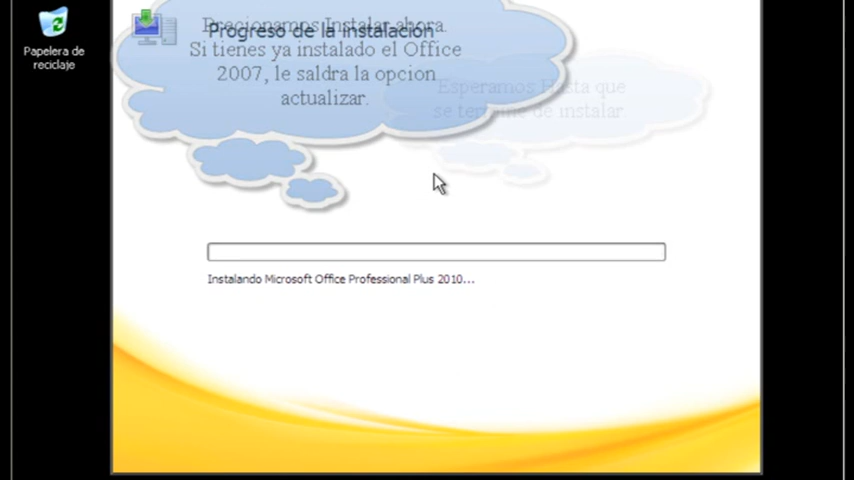 Papelera de
reciclaje
Precionamos Instalar ahora.
Progreso de la instalación
Si tienes ya instalado el Office
2007, le saldra la opcion
actualizar.
Esperamos Hasta que
se termine de instalar.
Instalando Microsoft Office Professional Plus 2010...